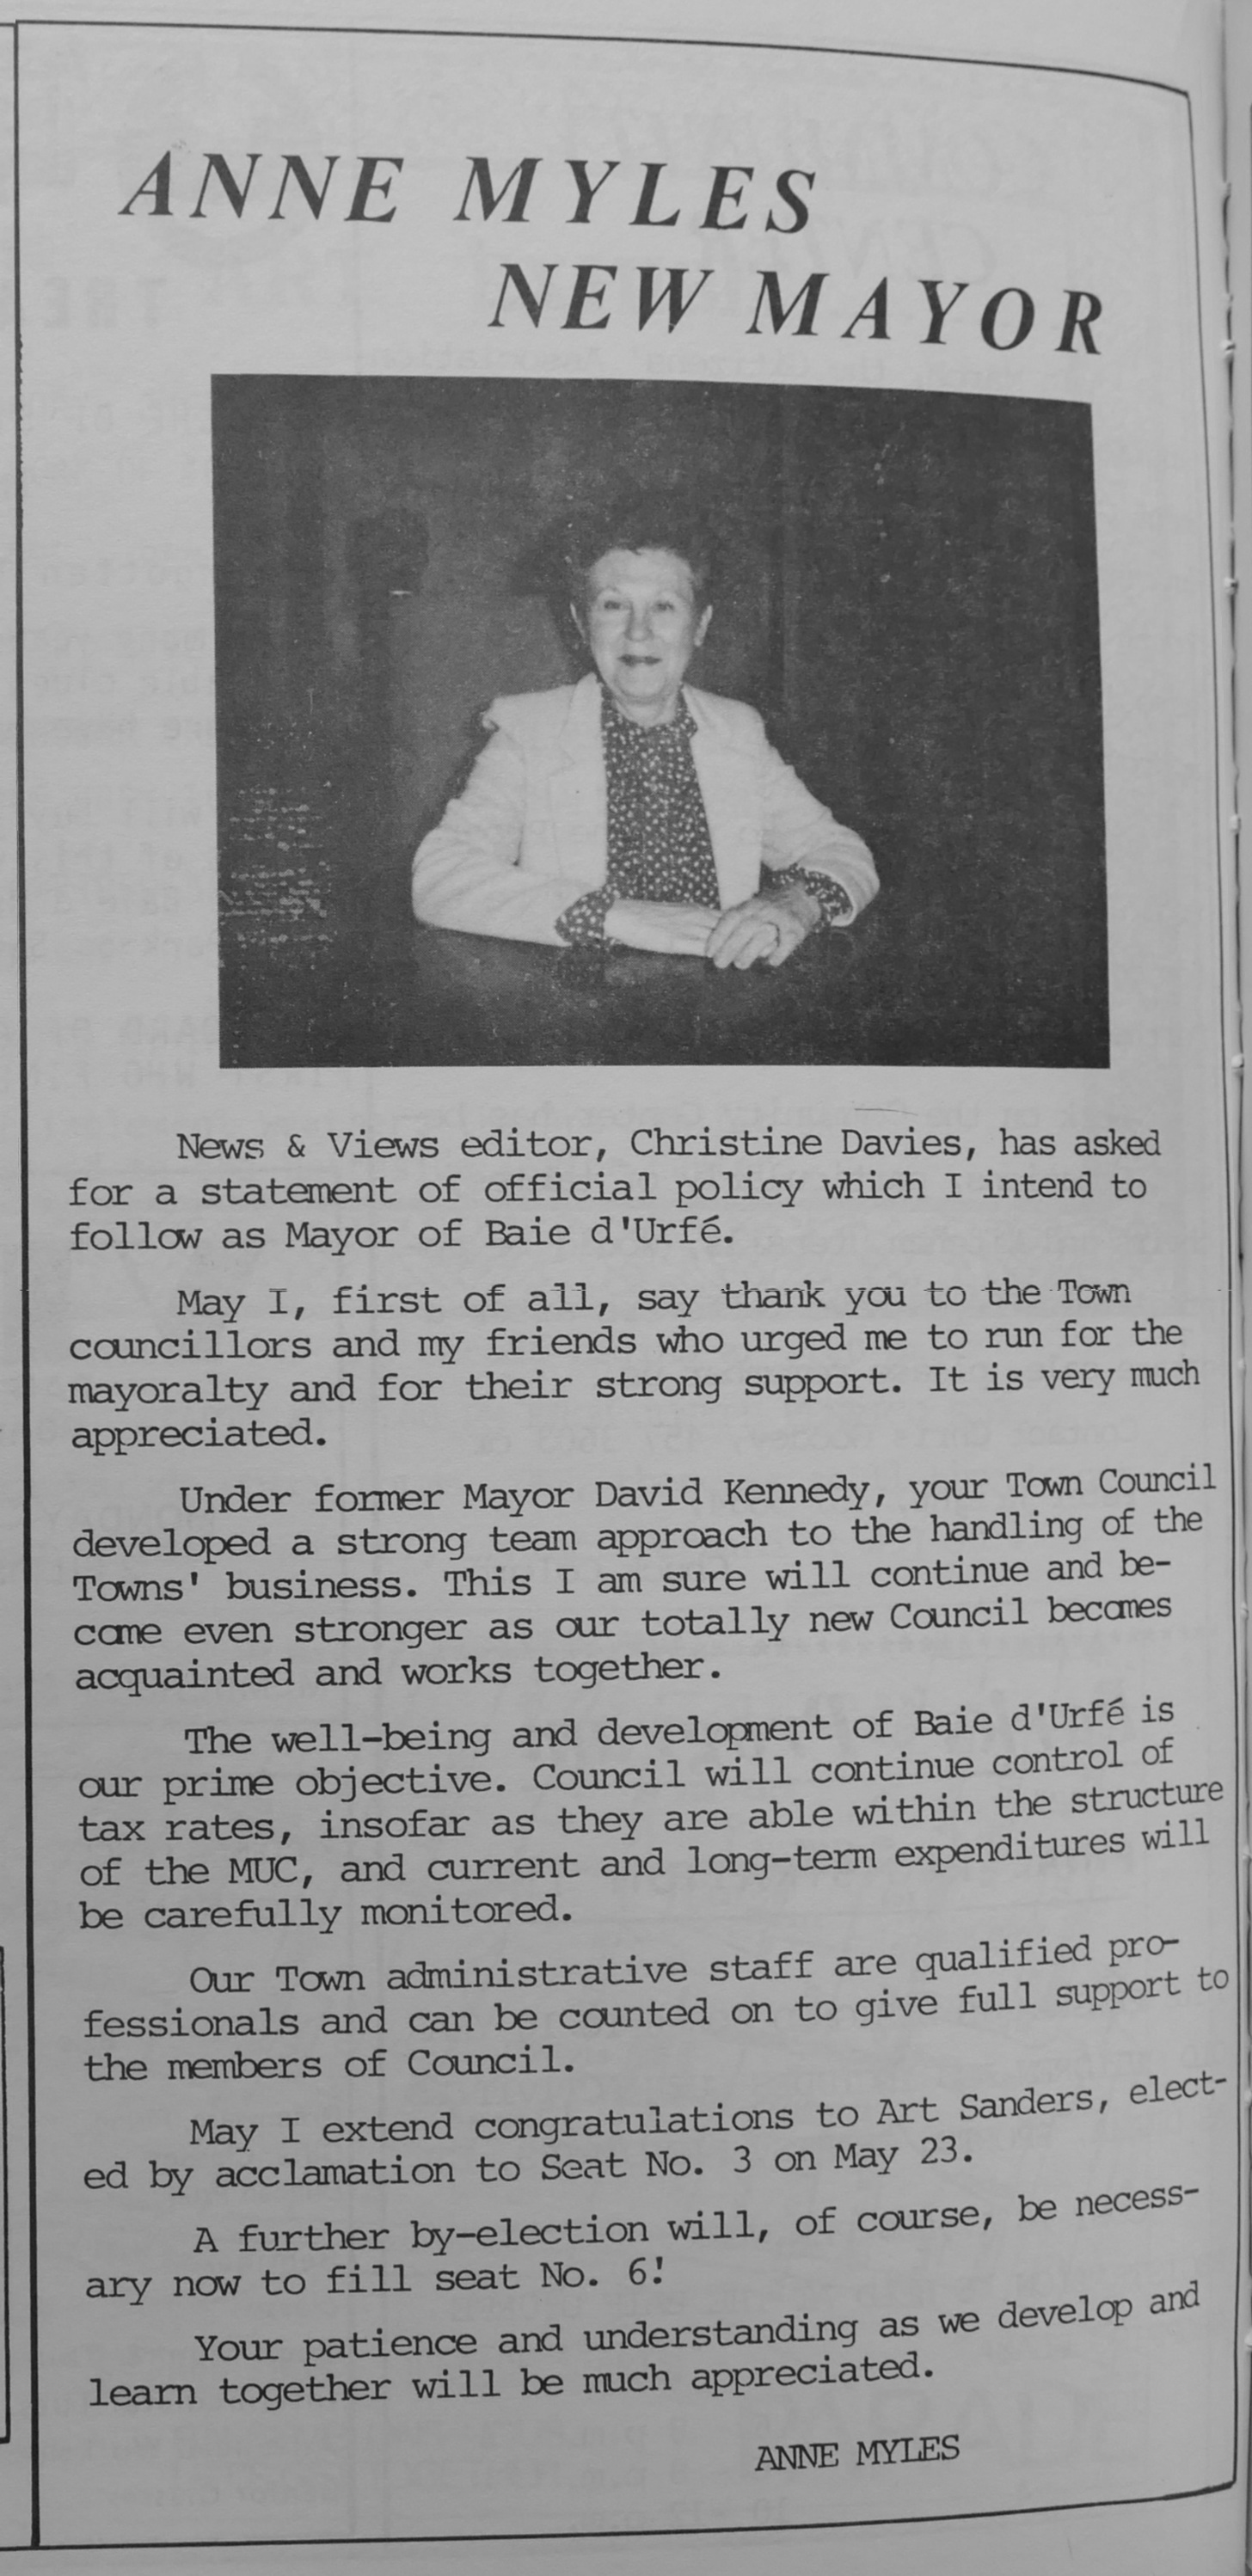 ANNE MYLES
NEW MAYOR
News & Views editor, Christine Davies, has asked
for a statement of official policy which I intend to
follow as Mayor of Baie d'Urfé.
May I, first of all, say thank you to the Town
councillors and my friends who urged me to run for the
mayoralty and for their strong support. It is very much
appreciated.
Under former Mayor David Kennedy, your Town Council
developed a strong team approach to the handling of the
Towns' business. This I am sure will continue and be-
come even stronger as our totally new Council becomes
acquainted and works together.
The well-being and development of Baie d'Urfé is
our prime objective. Council will continue control of
tax rates, insofar as they are able within the structure
of the MUC, and current and long-term expenditures will
be carefully monitored.
Our Town administrative staff are qualified pro-
fessionals and can be counted on to give full support to
the members of Council.
May I extend congratulations to Art Sanders, elect-
ed by acclamation to Seat No. 3 on May 23.
A further by-election will, of course, be necess-
ary now to fill seat No. 6!
Your patience and understanding as we develop and
learn together will be much appreciated.
ANNE MYLES